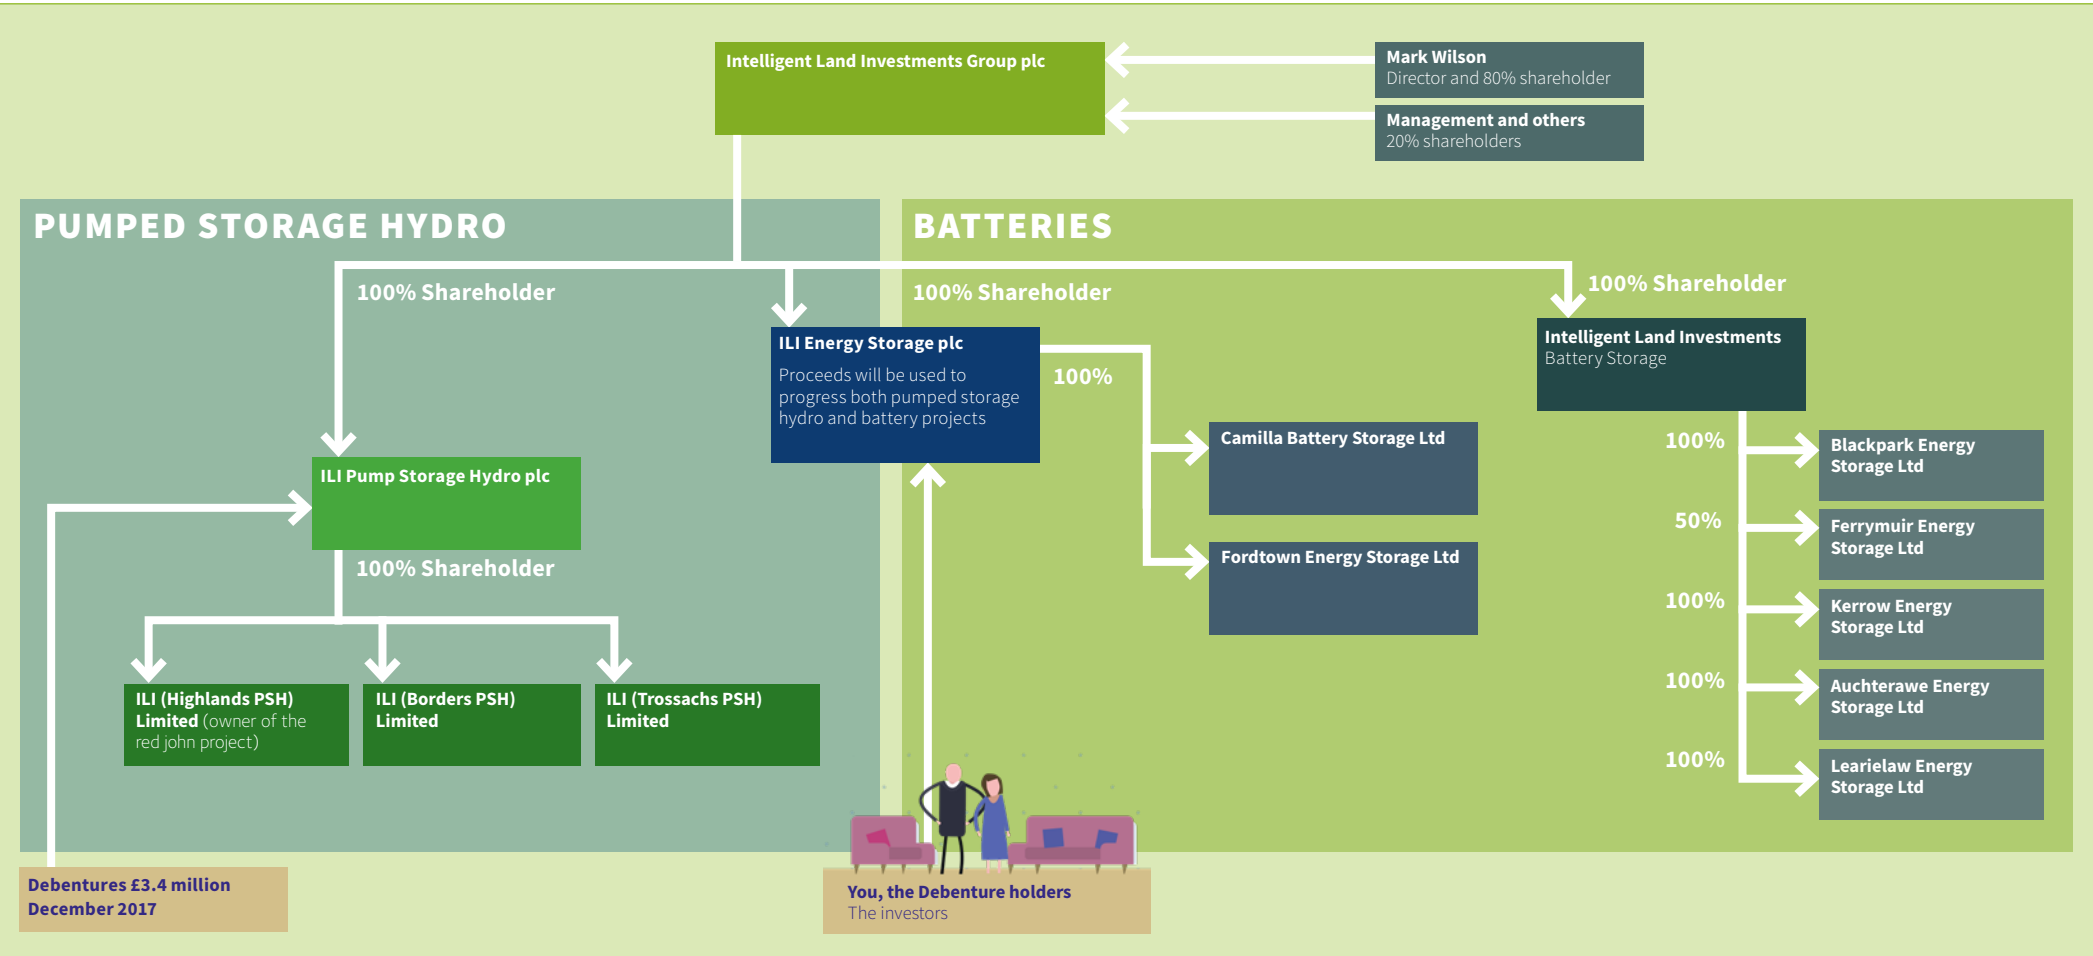 Intelligent Land Investments Group plc
Mark Wilson
Director and 80% shareholder
Management and others
20% shareholders
PUMPED STORAGE HYDRO
BATTERIES
100% Shareholder
100% Shareholder
100% Shareholder
ILI Energy Storage plc
Proceeds will be used to
progress both pumped storage
hydro and battery projects
100%
Intelligent Land Investments
Battery Storage
Camilla Battery Storage Ltd
Fordtown Energy Storage Ltd
100%
Blackpark Energy
Storage Ltd
50%
Ferrymuir Energy
Storage Ltd
100%
Kerrow Energy
Storage Ltd
100%
Auchterawe Energy
Storage Ltd
100%
Learielaw Energy
Storage Ltd
ILI Pump Storage Hydro plc
100% Shareholder
ILI (Highlands PSH)
Limited (owner of the
red john project)
ILI (Borders PSH)
Limited
ILI (Trossachs PSH)
Limited
Debentures £3.4 million
December 2017
You, the Debenture holders
The investors